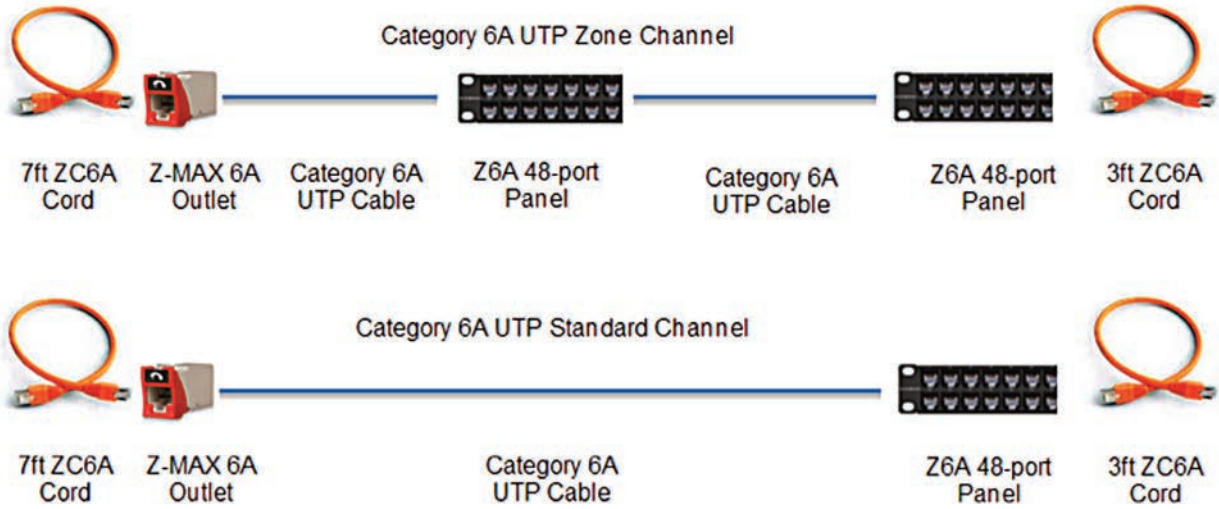 Category 6A UTP Zone Channel
7ft ZC6A
Cord
Z-MAX 6A
Outlet
Category 6A
UTP Cable
Z6A 48-port
Panel
Category 6A
UTP Cable
Z6A 48-port
Panel
3ft ZC6A
Cord
Category 6A UTP Standard Channel
7ft ZC6A
Cord
Z-MAX 6A
Outlet
Category 6A
UTP Cable
Z6A 48-port
Panel
3ft ZC6A
Cord